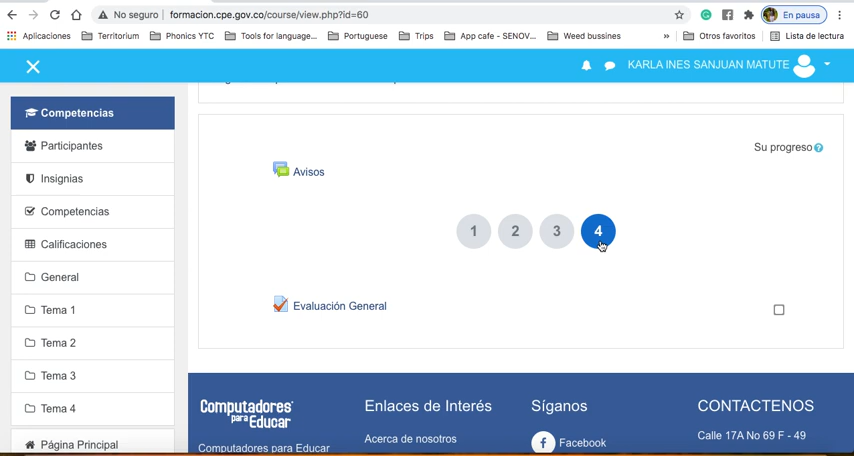 No seguro | formacion.cpe.gov.co/course/view.php?id=60
En pausa
Aplicaciones Territorium Phonics YTC Tools for language... Portuguese Trips App cafe - SENOV... Weed bussines » Otros favoritos Lista de lectura
KARLA INES SANJUAN MATUTE
Competencias
Participantes
Insignias
Competencias
Calificaciones
General
Tema 1
Tema 2
Tema 3
Tema 4
Página Principal
Su progreso
Avisos
1 2 3 4
Evaluación General
Computadores
para Educar
Computadores para Educar
Enlaces de Interés
Acerca de nosotros
Síganos
Facebook
CONTACTENOS
Calle 17A No 69 F - 49